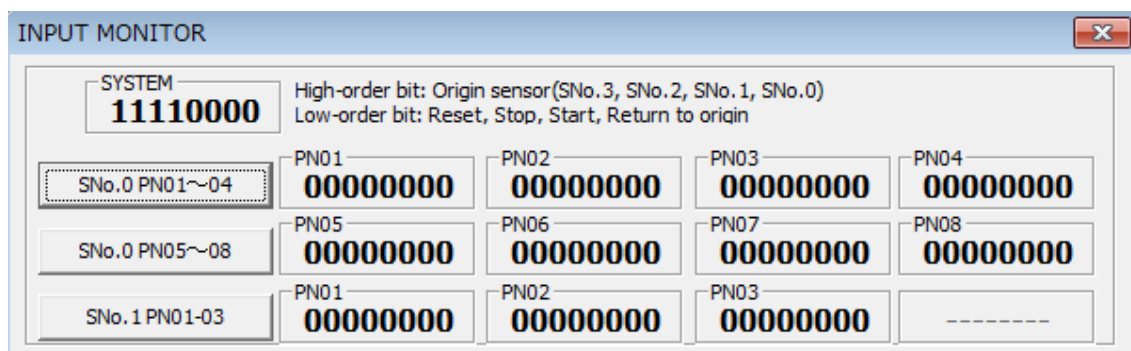 INPUT MONITOR
SYSTEM
11110000
High-order bit: Origin sensor(SNo.3, SNo.2, SNo.1, SNo.0)
Low-order bit: Reset, Stop, Start, Return to origin
SNo.0 PN01~04
PN01
00000000
PN02
00000000
PN03
00000000
PN04
00000000
SNo.0 PN05~08
PN05
00000000
PN06
00000000
PN07
00000000
PN08
00000000
SNo.1 PN01-03
PN01
00000000
PN02
00000000
PN03
00000000
--------